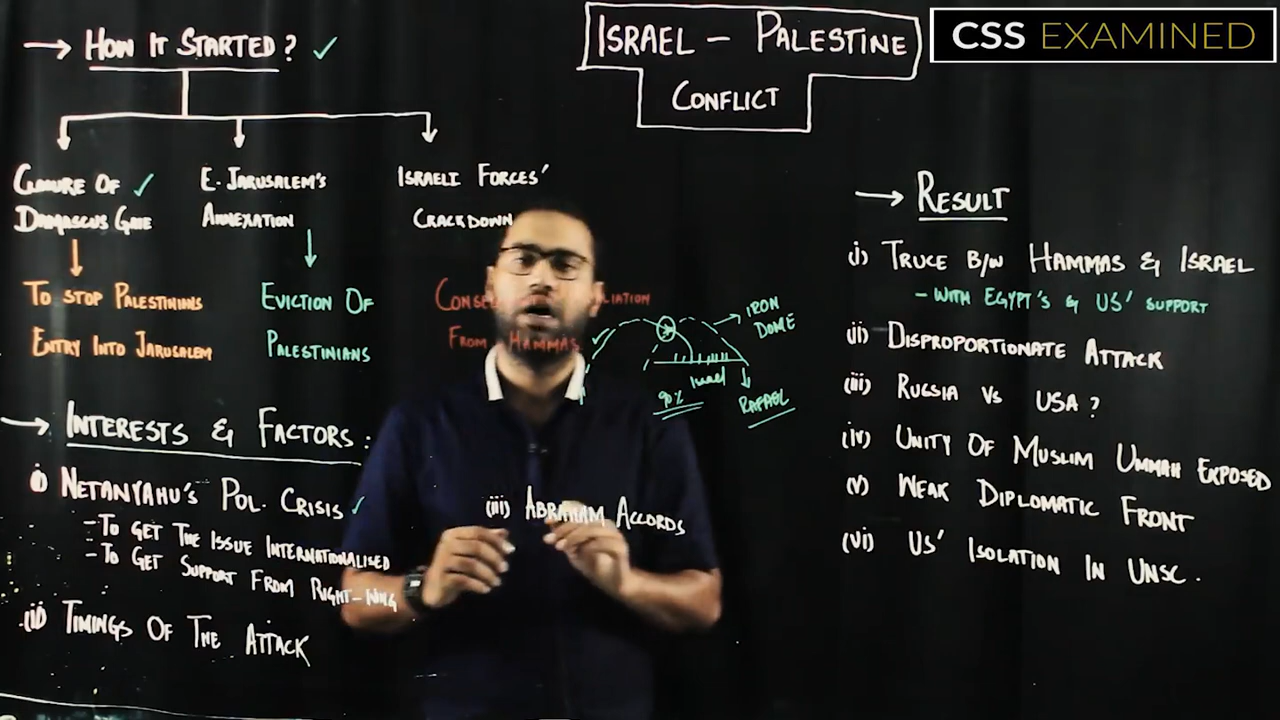 ISRAEL – PALESTINE
CONFLICT
CSS EXAMINED
→ HOW IT STARTED? ✓
CLOSURE OF ✓
DAMASCUS GATE
TO STOP PALESTINIANS
ENTRY INTO JARUSALEM
E. JARUSALEM'S
ANNEXATION
EVICTION OF
PALESTINIANS
ISRAELI FORCES'
CRACKDOWN
FROM HAMMAS
IRON
DOME
Israel
90%
RAFAEL
→ INTERESTS & FACTORS:
(i) NETANYAHU'S POL. CRISIS ✓
– TO GET THE ISSUE INTERNATIONALISED
– TO GET SUPPORT FROM RIGHT-WING
(ii) TIMINGS OF THE ATTACK
(iii) ABRAHAM ACCORDS
→ RESULT
(i) TRUCE B/W HAMMAS & ISRAEL
– WITH EGYPT'S & US' SUPPORT
(ii) DISPROPORTIONATE ATTACK
(iii) RUSSIA VS USA?
(iv) UNITY OF MUSLIM UMMAH EXPOSED
(v) WEAK DIPLOMATIC FRONT
(vi) US' ISOLATION IN UNSC.